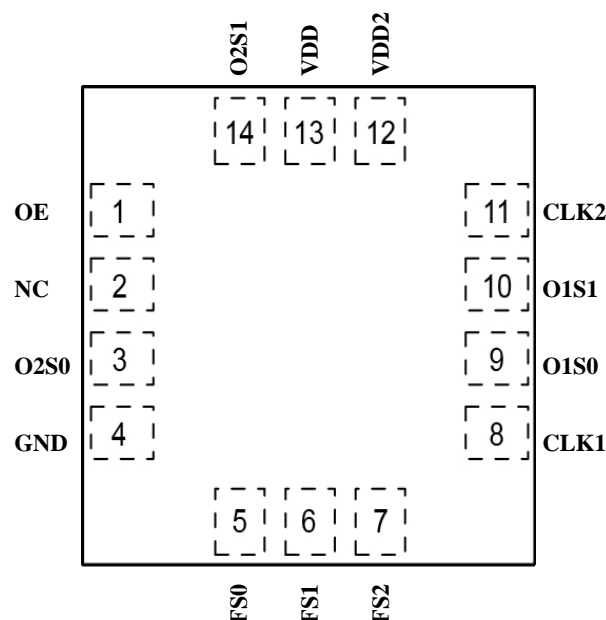 O2S1 VDD VDD2
14 13 12
OE 1 11 CLK2
NC 2 10 O1S1
O2S0 3 9 O1S0
GND 4 8 CLK1
5 6 7
FS0 FS1 FS2